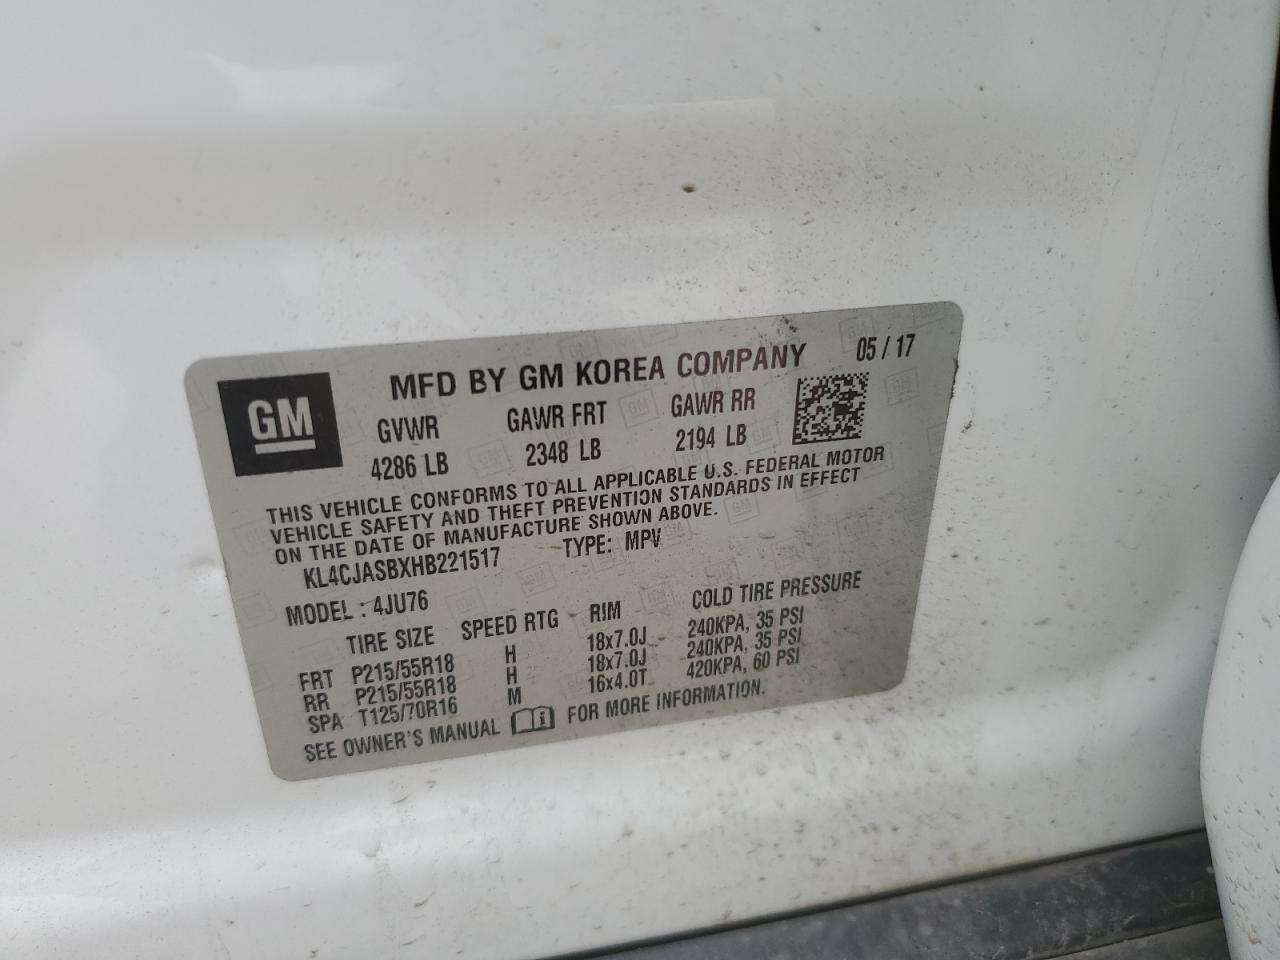 GM
MFD BY GM KOREA COMPANY 05 / 17
GVWR GAWR FRT GAWR RR
4286 LB 2348 LB 2194 LB
THIS VEHICLE CONFORMS TO ALL APPLICABLE U.S. FEDERAL MOTOR
VEHICLE SAFETY AND THEFT PREVENTION STANDARDS IN EFFECT
ON THE DATE OF MANUFACTURE SHOWN ABOVE.
KL4CJASBXHB221517 TYPE: MPV
MODEL : 4JU76
TIRE SIZE SPEED RTG RIM COLD TIRE PRESSURE
FRT P215/55R18 H 18x7.0J 240KPA, 35 PSI
RR P215/55R18 H 18x7.0J 240KPA, 35 PSI
SPA T125/70R16 M 16x4.0T 420KPA, 60 PSI
SEE OWNER'S MANUAL i FOR MORE INFORMATION.